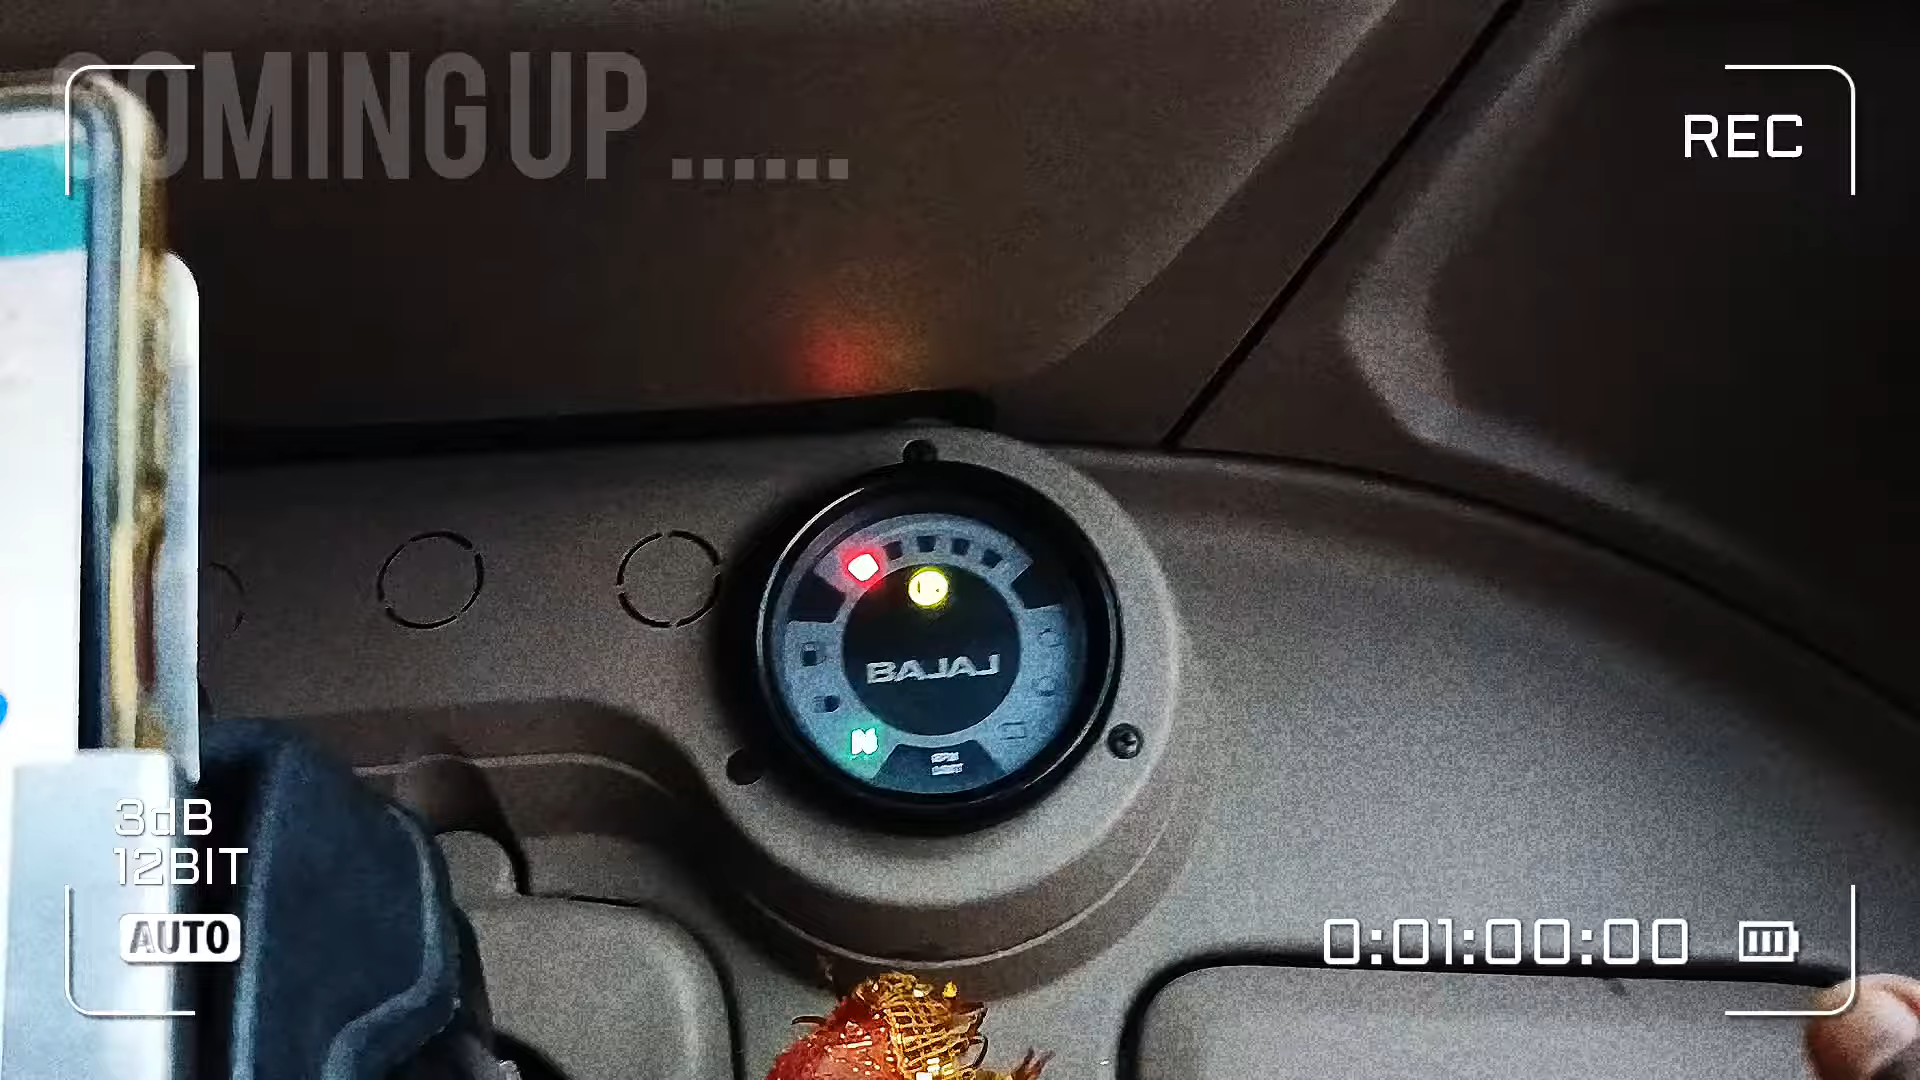 COMING UP ......
REC
BAJAJ
N
3dB
12BIT
AUTO
0:01:00:00